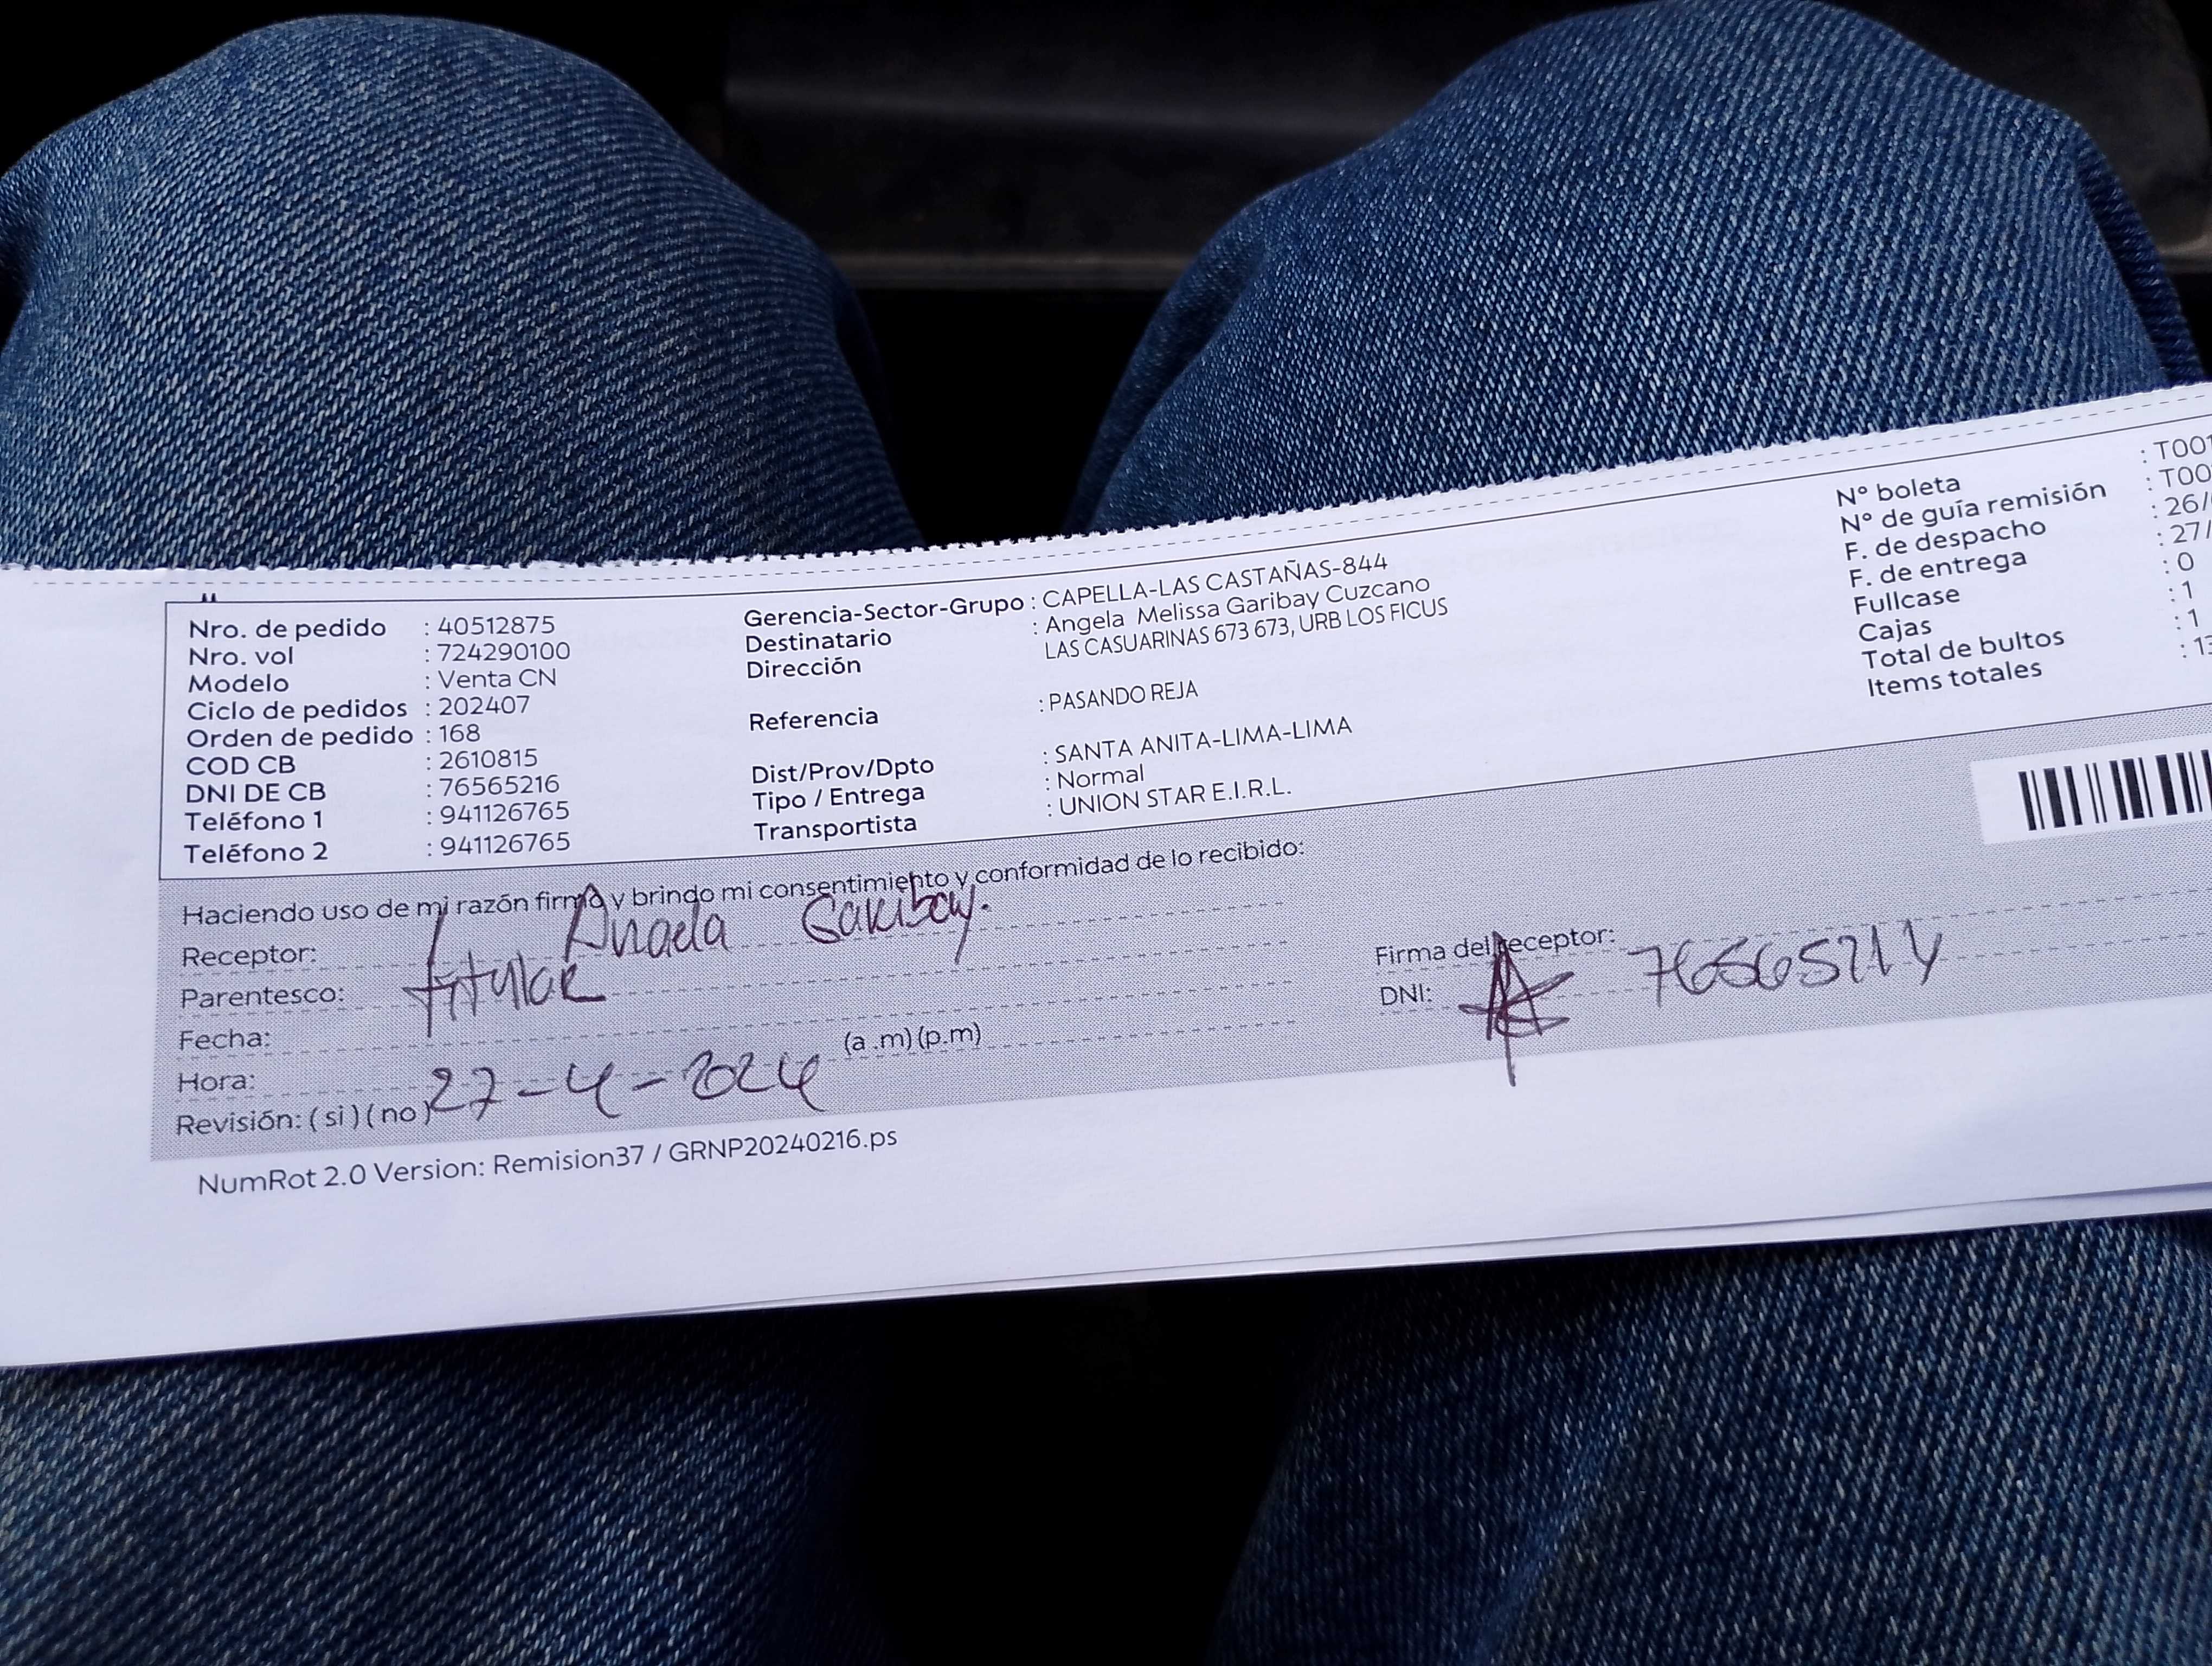 Nro. de pedido : 40512875
Nro. vol : 724290100
Modelo : Venta CN
Ciclo de pedidos : 202407
Orden de pedido : 168
COD CB : 2610815
DNI DE CB : 76565216
Teléfono 1 : 941126765
Teléfono 2 : 941126765
Gerencia-Sector-Grupo : CAPELLA-LAS CASTAÑAS-844
Destinatario : Angela Melissa Garibay Cuzcano
Dirección LAS CASUARINAS 673 673, URB LOS FICUS
Referencia : PASANDO REJA
Dist/Prov/Dpto : SANTA ANITA-LIMA-LIMA
Tipo / Entrega : Normal
Transportista : UNION STAR E.I.R.L.
N° boleta : T001
N° de guía remisión : T00
F. de despacho : 26/
F. de entrega : 27/
Fullcase : 0
Cajas : 1
Total de bultos : 1
Items totales : 13
Haciendo uso de mi razón firmo y brindo mi consentimiento y conformidad de lo recibido:
Receptor: Angela Garibay.
Parentesco: titular
Fecha:
Hora: 27-4-2024 (a .m) (p.m)
Revisión: ( si ) ( no )
Firma del receptor:
DNI:
NumRot 2.0 Version: Remision37 / GRNP20240216.ps